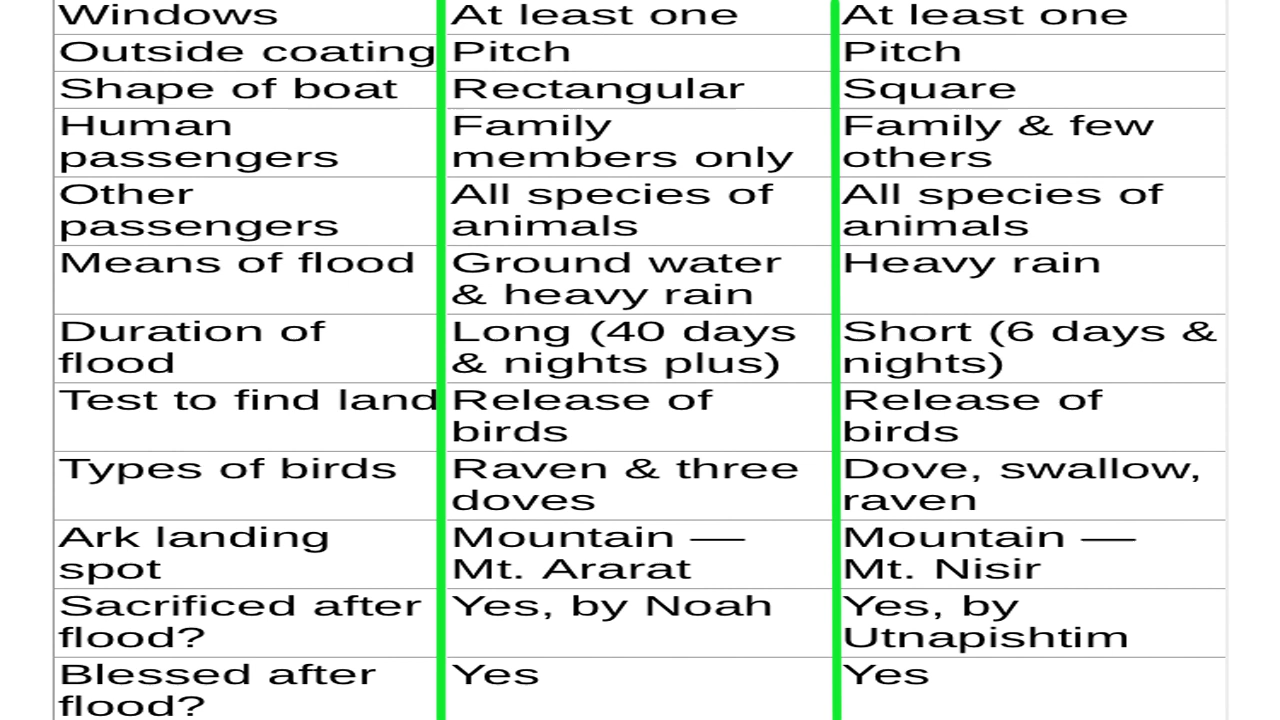 Windows At least one At least one
Outside coating Pitch Pitch
Shape of boat Rectangular Square
Human Family Family & few
passengers members only others
Other All species of All species of
passengers animals animals
Means of flood Ground water Heavy rain
& heavy rain
Duration of Long (40 days Short (6 days &
flood & nights plus) nights)
Test to find land Release of Release of
birds birds
Types of birds Raven & three Dove, swallow,
doves raven
Ark landing Mountain — Mountain —
spot Mt. Ararat Mt. Nisir
Sacrificed after Yes, by Noah Yes, by
flood? Utnapishtim
Blessed after Yes Yes
flood?